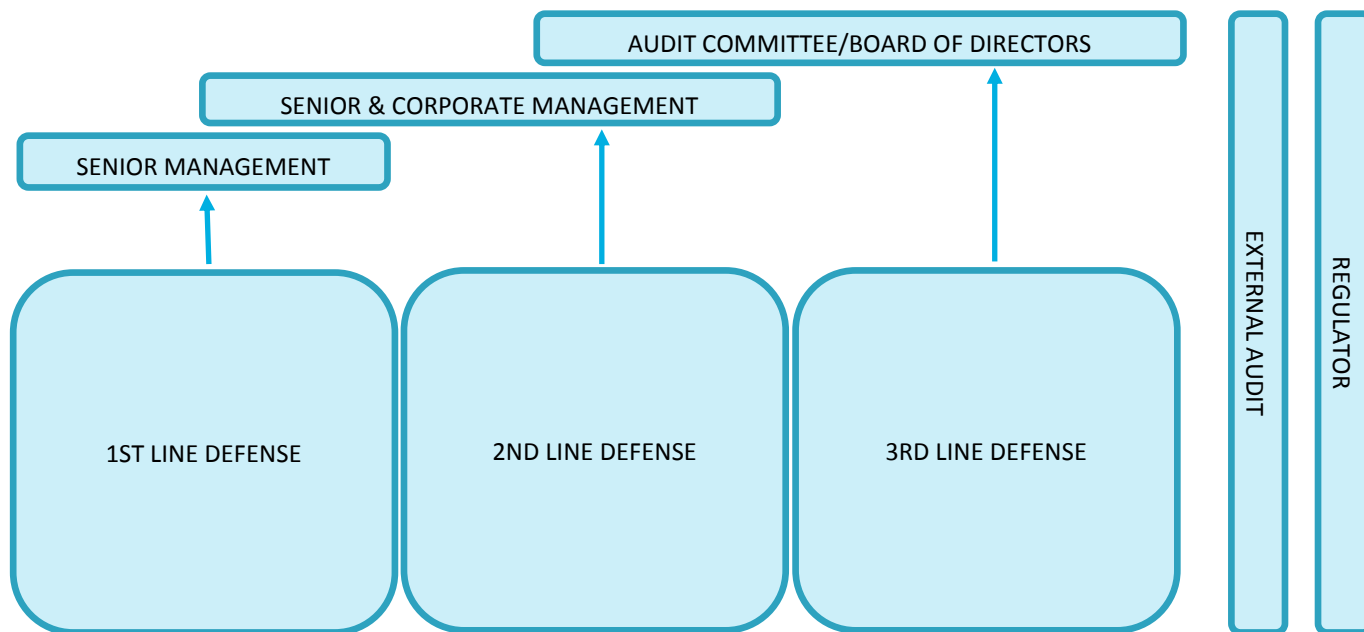 AUDIT COMMITTEE/BOARD OF DIRECTORS
SENIOR & CORPORATE MANAGEMENT
SENIOR MANAGEMENT
1ST LINE DEFENSE
2ND LINE DEFENSE
3RD LINE DEFENSE
EXTERNAL AUDIT
REGULATOR